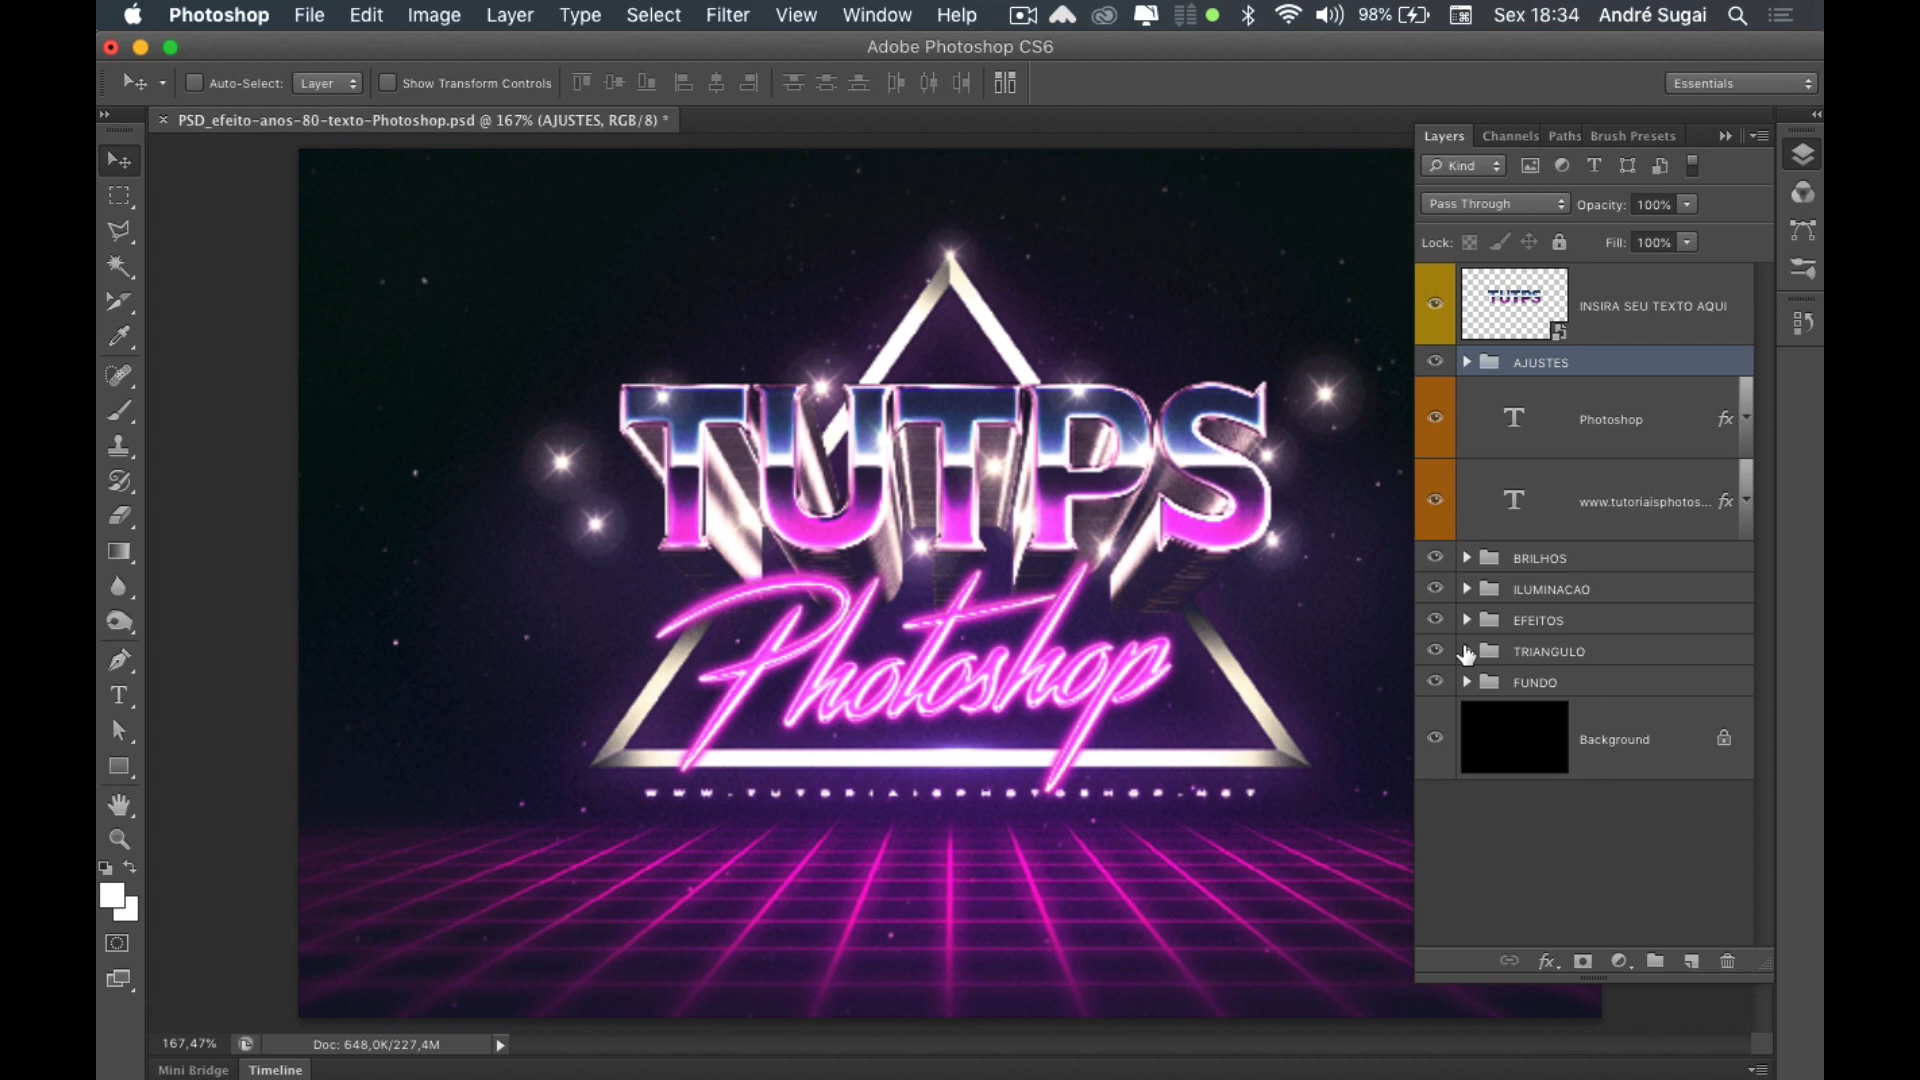 Photoshop File Edit Image Layer Type Select Filter View Window Help 98% Sex 18:34 André Sugai
Adobe Photoshop CS6
Auto-Select: Layer Show Transform Controls Essentials
× PSD_efeito-anos-80-texto-Photoshop.psd @ 167% (AJUSTES, RGB/8) *
Layers Channels Paths Brush Presets
Kind
Pass Through Opacity: 100%
Lock: Fill: 100%
TUTPS INSIRA SEU TEXTO AQUI
AJUSTES
T Photoshop fx
T www.tutoriaisphotos... fx
BRILHOS
ILUMINACAO
EFEITOS
TRIANGULO
FUNDO
Background
TUTPS
Photoshop
WWW.TUTORIAISPHOTOSHOP.NET
167,47% Doc: 648,0K/227,4M
Mini Bridge Timeline